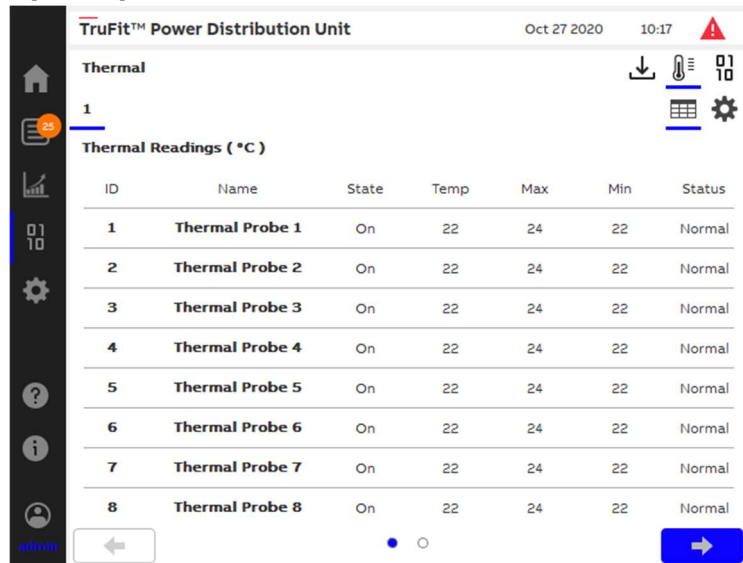 TruFit™ Power Distribution Unit Oct 27 2020 10:17
Thermal
01
10
1
25
Thermal Readings ( °C )
ID Name State Temp Max Min Status
1 Thermal Probe 1 On 22 24 22 Normal
01
10
2 Thermal Probe 2 On 22 24 22 Normal
3 Thermal Probe 3 On 22 24 22 Normal
4 Thermal Probe 4 On 22 24 22 Normal
5 Thermal Probe 5 On 22 24 22 Normal
6 Thermal Probe 6 On 22 24 22 Normal
7 Thermal Probe 7 On 22 24 22 Normal
8 Thermal Probe 8 On 22 24 22 Normal
admin